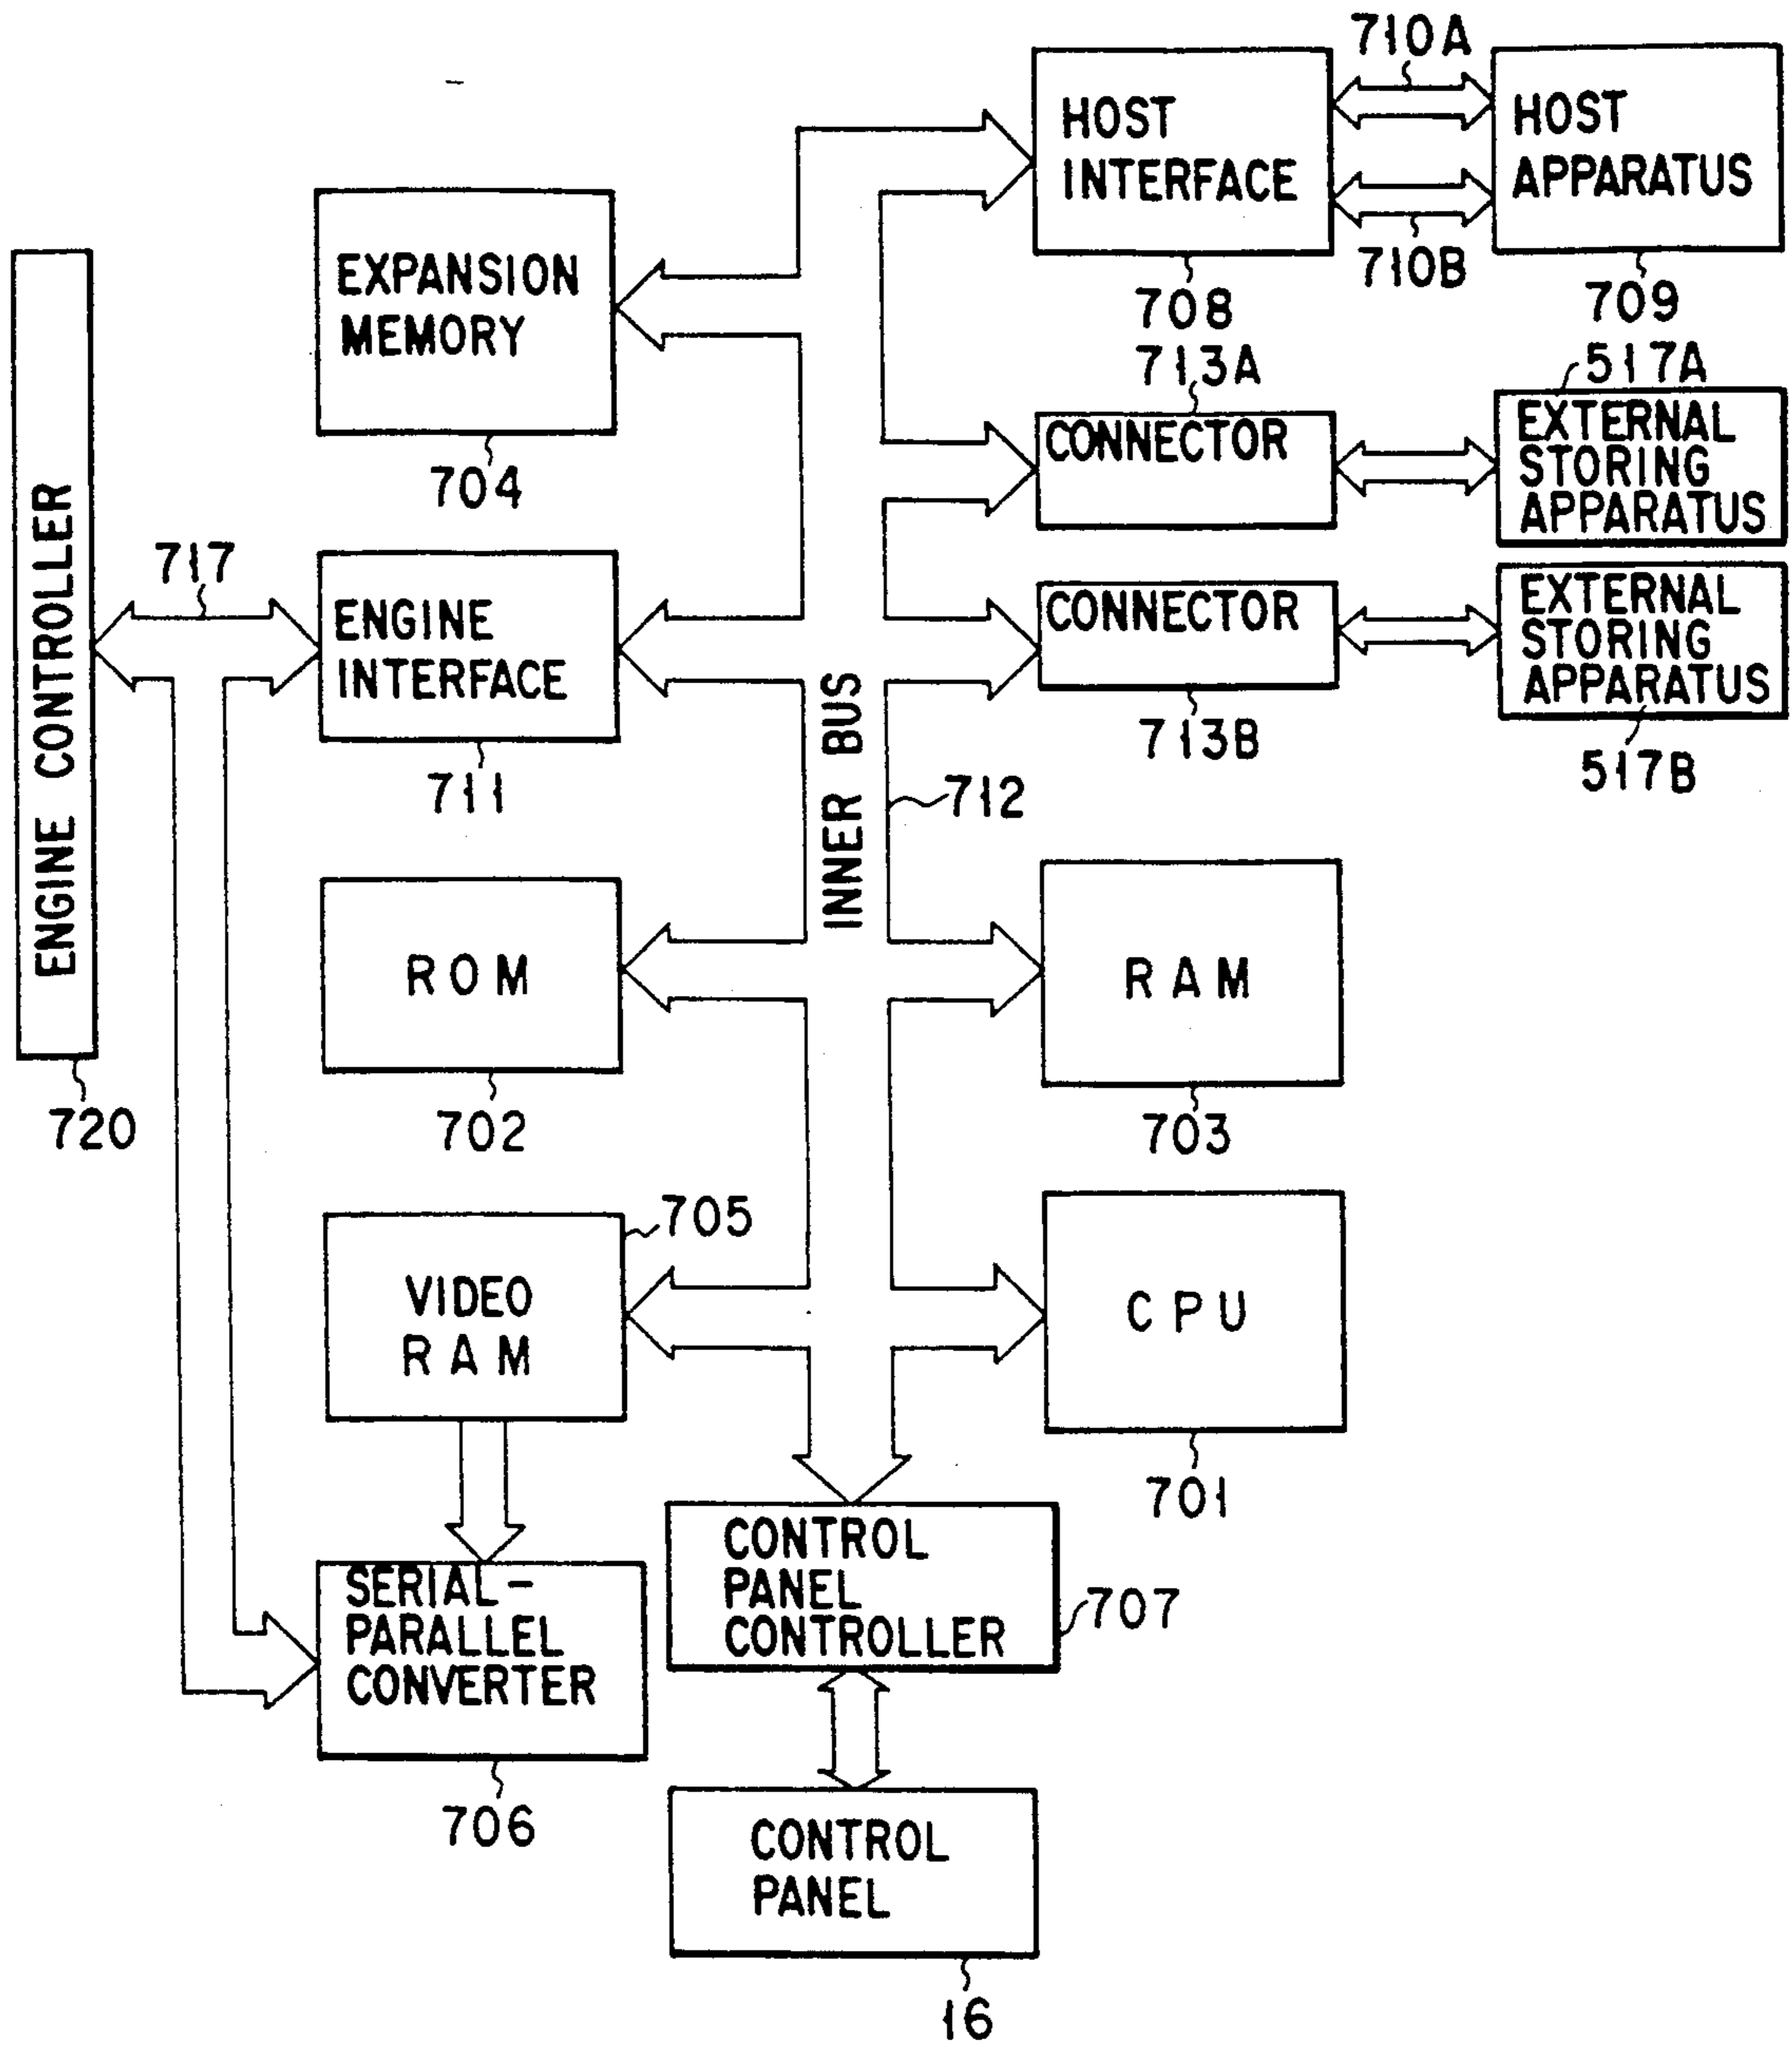 710A
HOST
INTERFACE
HOST
APPARATUS
710B
708
709
EXPANSION
MEMORY
704
713A
CONNECTOR
517A
EXTERNAL
STORING
APPARATUS
ENGINE CONTROLLER
717
ENGINE
INTERFACE
711
CONNECTOR
713B
EXTERNAL
STORING
APPARATUS
517B
INNER BUS
712
ROM
702
RAM
703
720
705
VIDEO
RAM
CPU
701
SERIAL-
PARALLEL
CONVERTER
706
CONTROL
PANEL
CONTROLLER
707
CONTROL
PANEL
16